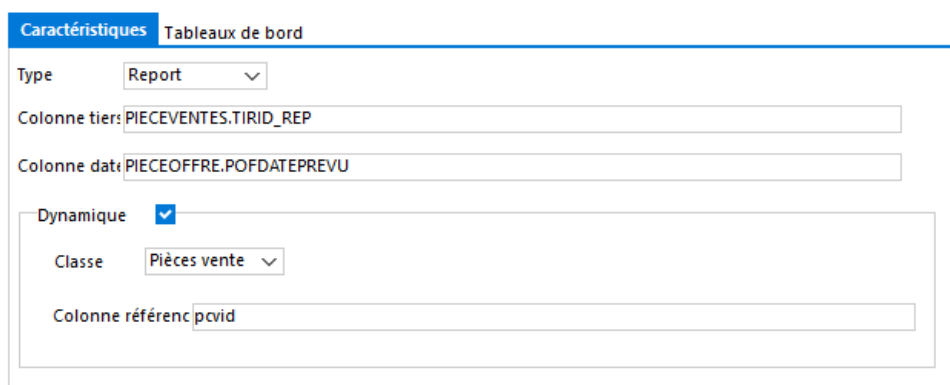 Caractéristiques Tableaux de bord
Type Report
Colonne tiers PIECEVENTES.TIRID_REP
Colonne date PIECEOFFRE.POFDATEPREVU
Dynamique
Classe Pièces vente
Colonne référenc pcvid